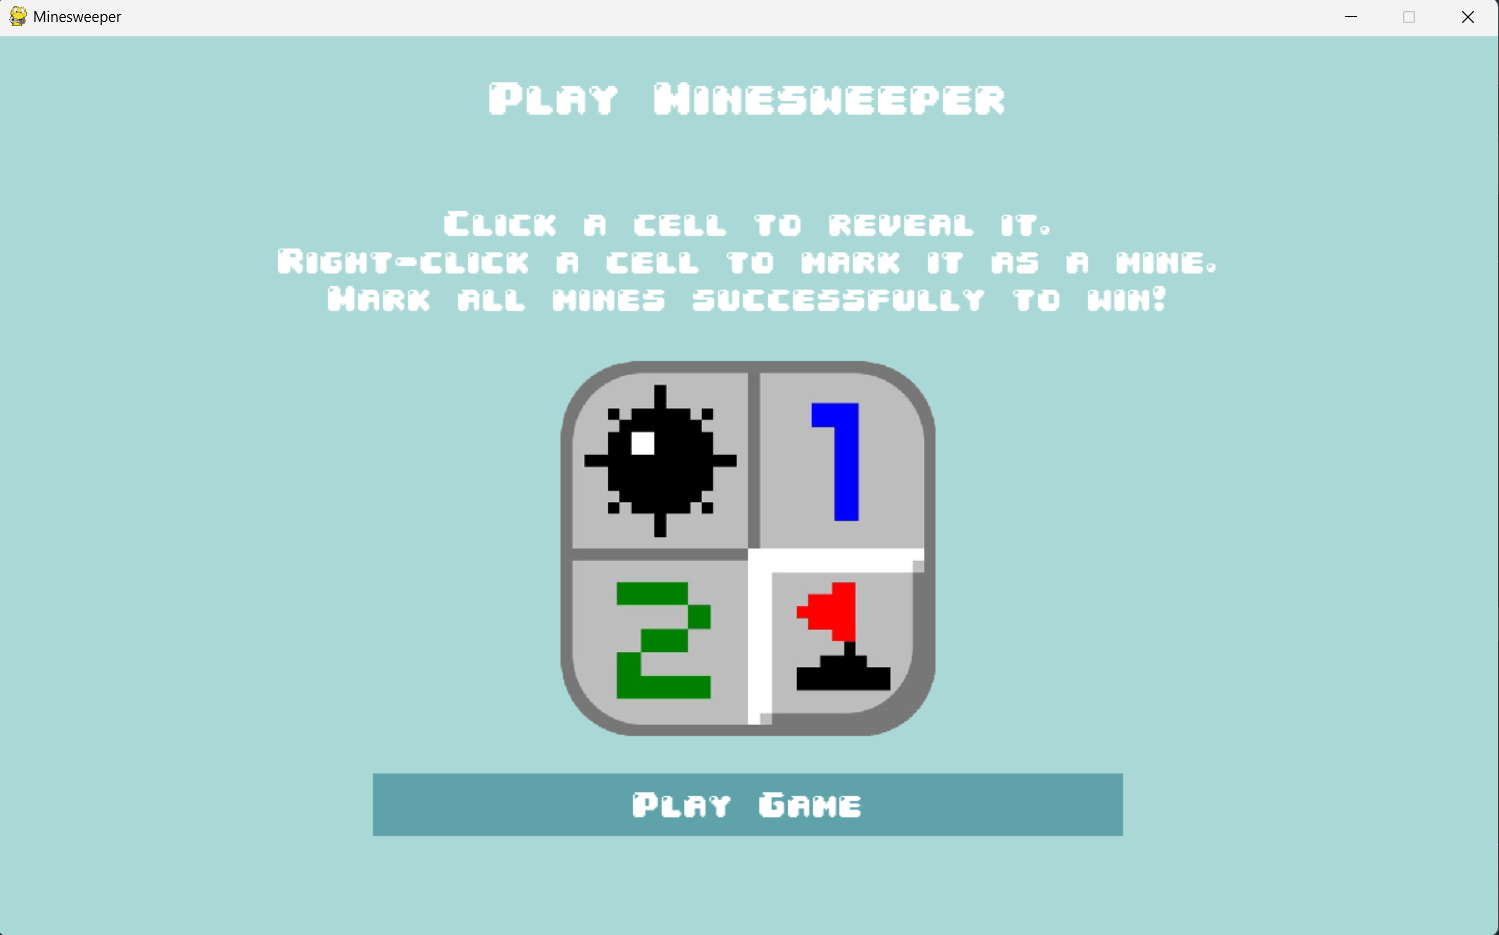 Minesweeper
Play Minesweeper
Click a cell to reveal it.
Right-click a cell to mark it as a mine.
Mark all mines successfully to win!
1
2
Play Game